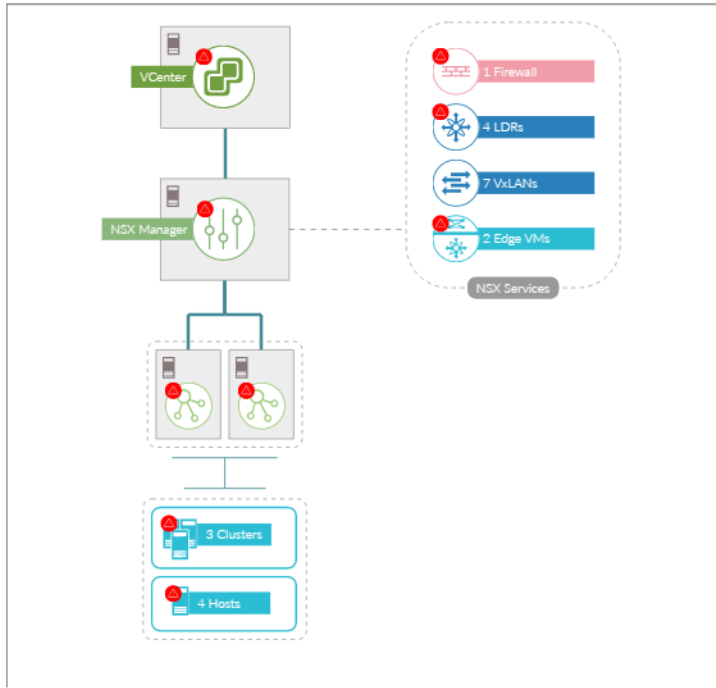 VCenter
1 Firewall
4 LDRs
7 VxLANs
NSX Manager
2 Edge VMs
NSX Services
3 Clusters
4 Hosts